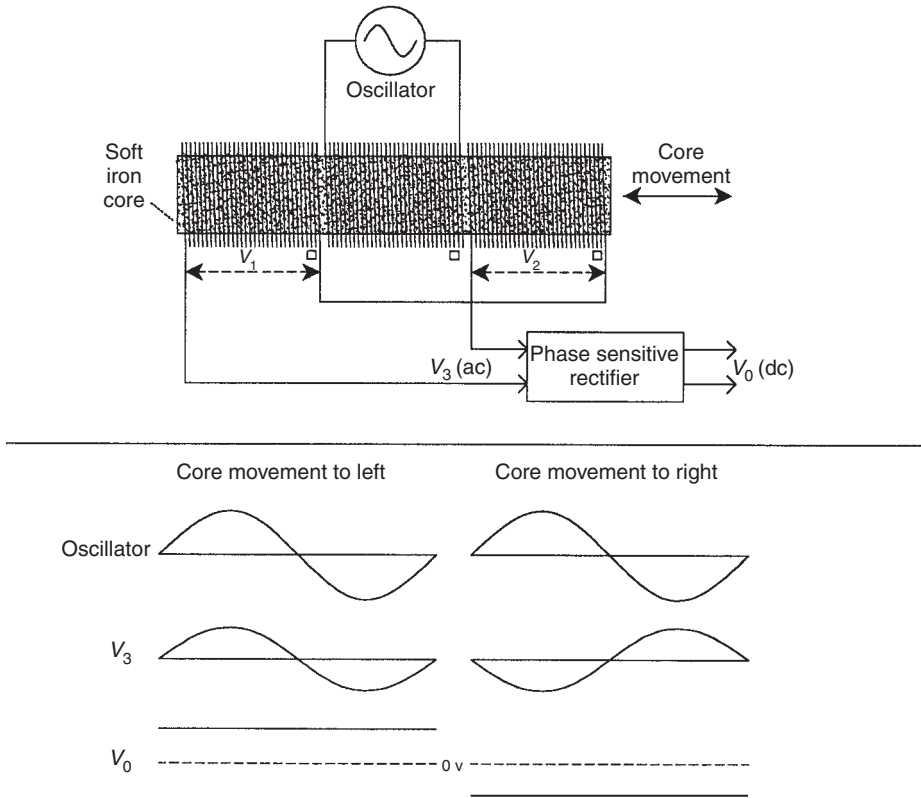 Oscillator
Soft
iron
core
Core
movement
V1
V2
V3 (ac)
Phase sensitive
rectifier
V0 (dc)
Core movement to left
Core movement to right
Oscillator
V3
V0
0 v